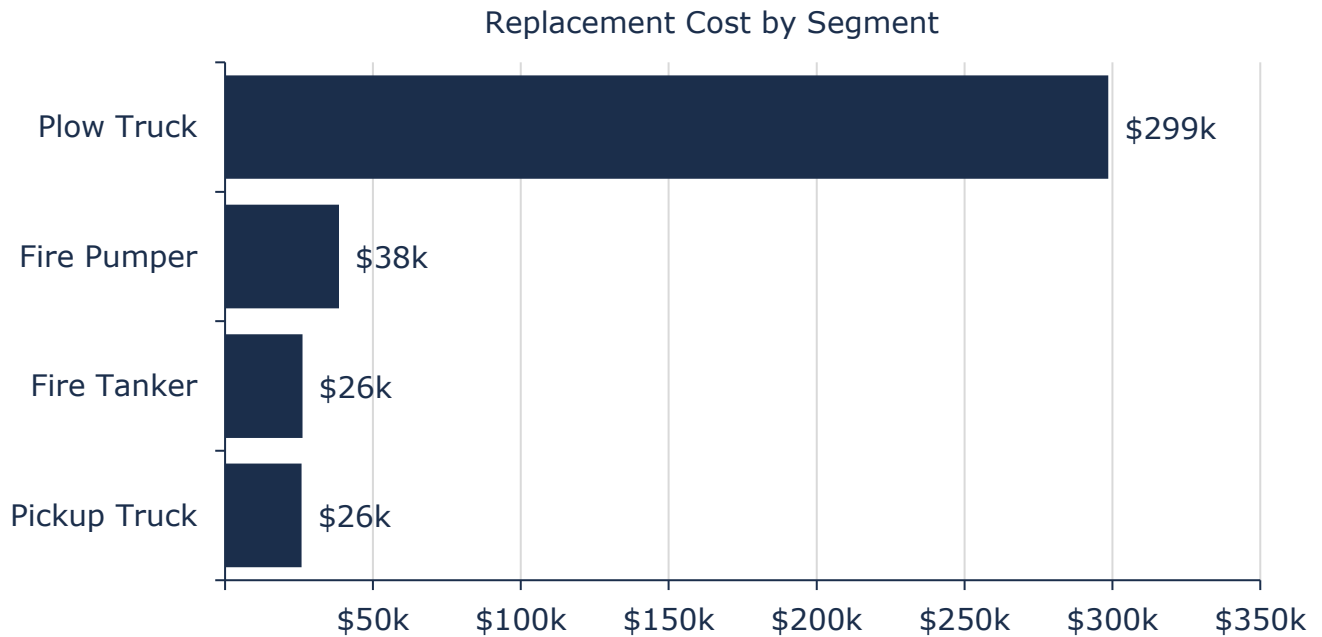 Replacement Cost by Segment
Plow Truck
$299k
Fire Pumper
$38k
Fire Tanker
$26k
Pickup Truck
$26k
$50k $100k $150k $200k $250k $300k $350k